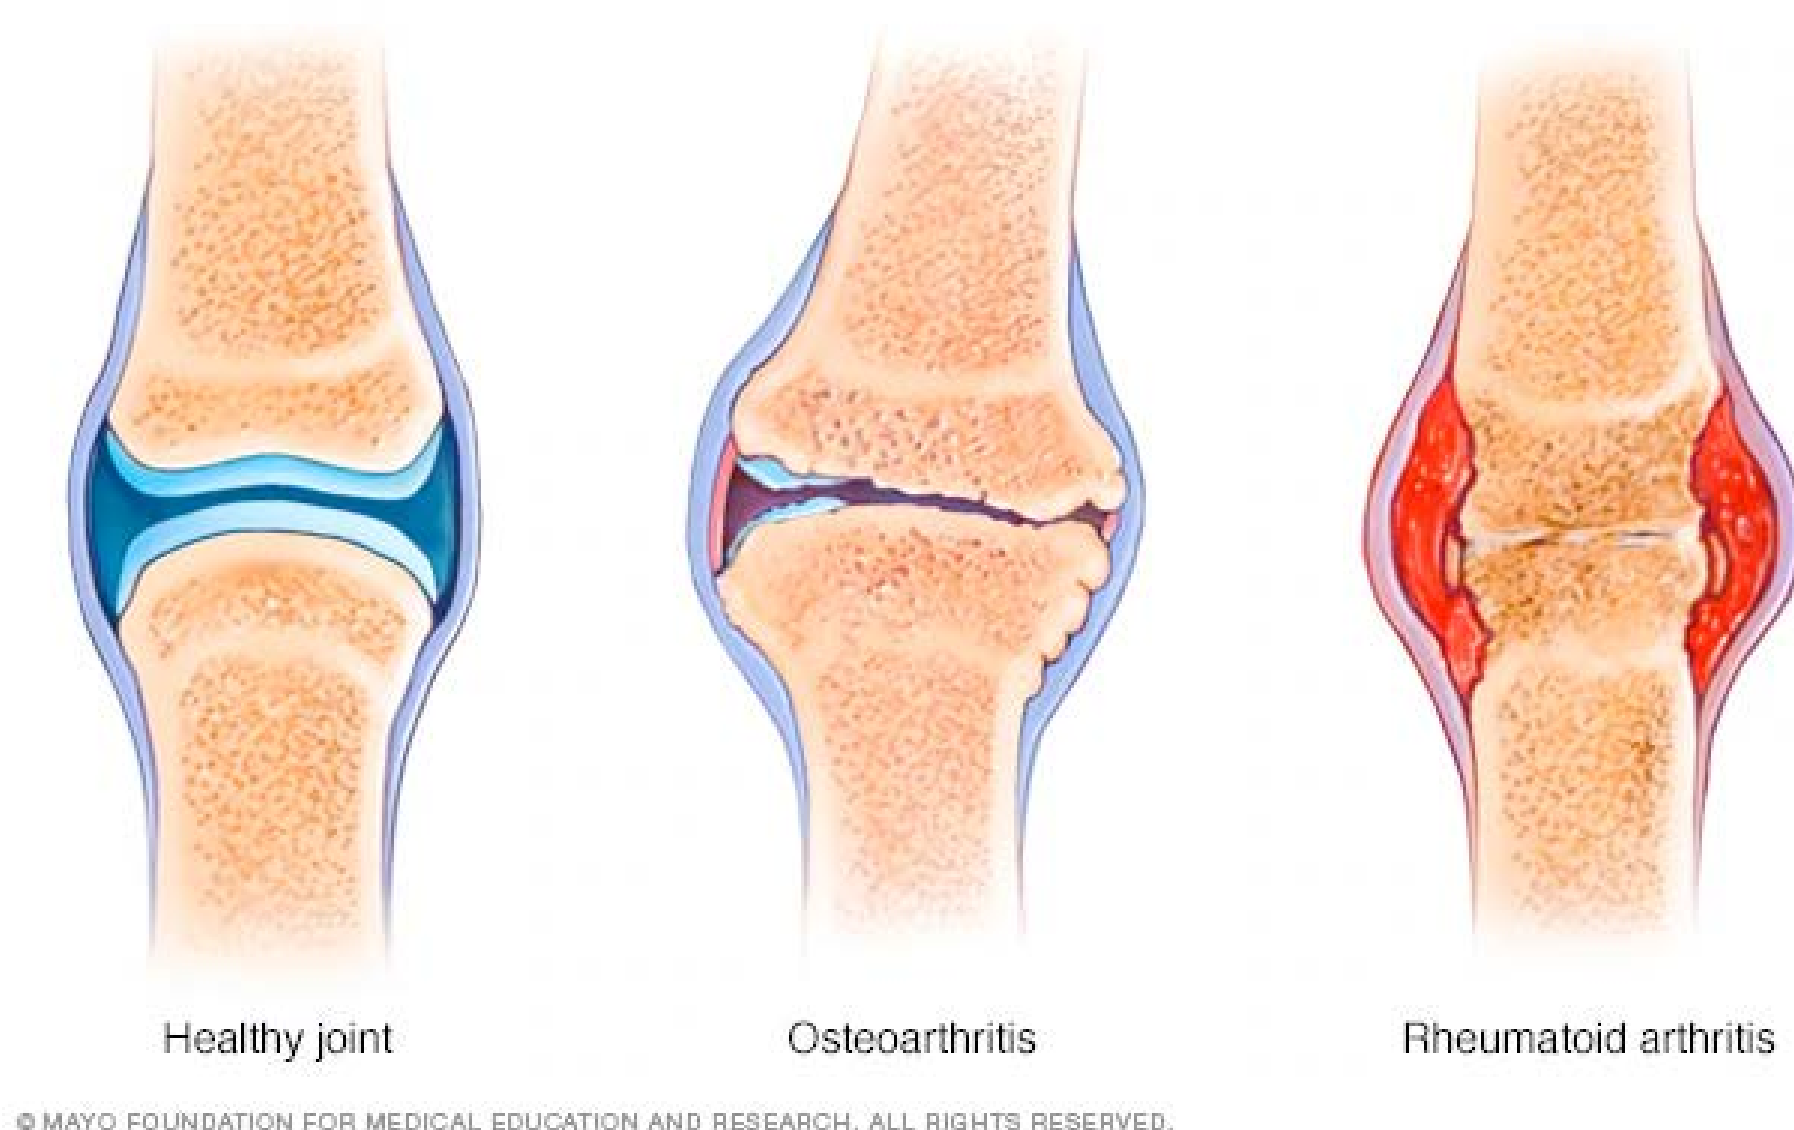 Healthy joint
Osteoarthritis
Rheumatoid arthritis
© MAYO FOUNDATION FOR MEDICAL EDUCATION AND RESEARCH. ALL RIGHTS RESERVED.